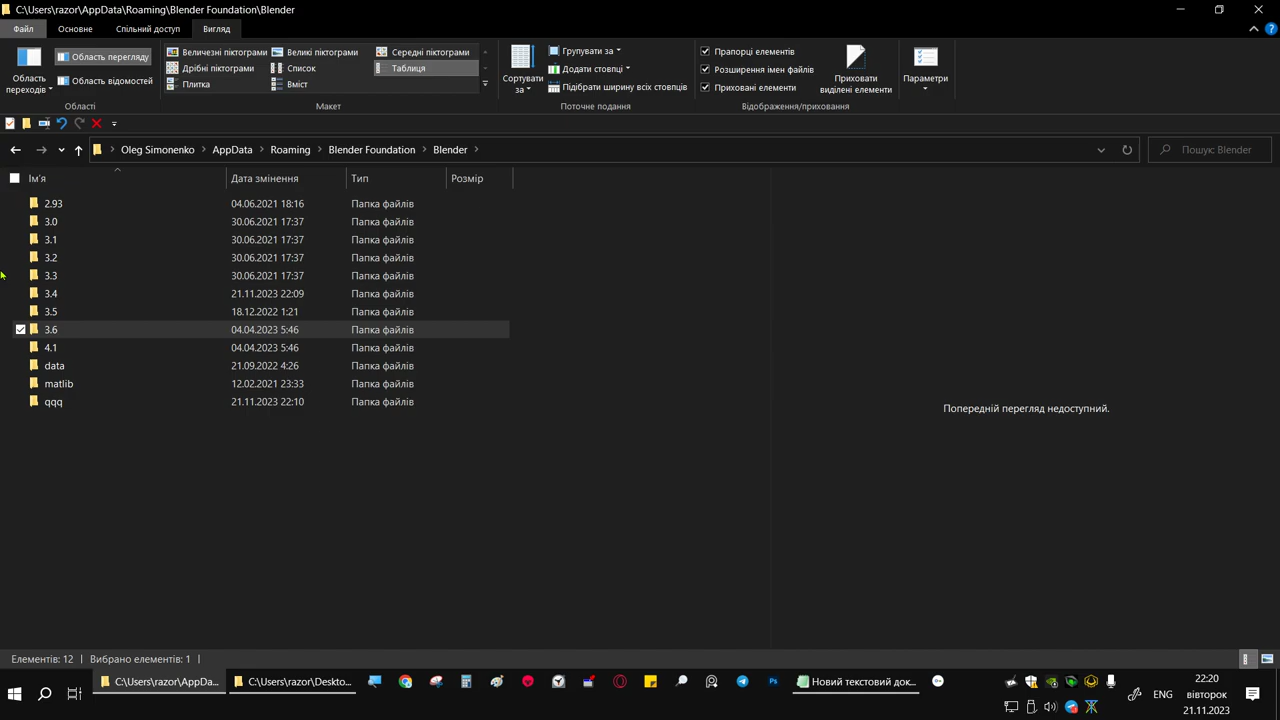 C:\Users\razor\AppData\Roaming\Blender Foundation\Blender
Файл Основне Спільний доступ Вигляд
Область переходів
Область перегляду
Область відомостей
Області
Величезні піктограми Великі піктограми Середні піктограми
Дрібні піктограми Список Таблиця
Плитка Вміст
Макет
Сортувати за
Групувати за
Додати стовпці
Підібрати ширину всіх стовпців
Поточне подання
Прапорці елементів
Розширення імен файлів
Приховані елементи
Приховати виділені елементи
Відображення/приховання
Параметри
Oleg Simonenko AppData Roaming Blender Foundation Blender
Пошук: Blender
Ім'я Дата змінення Тип Розмір
2.93 04.06.2021 18:16 Папка файлів
3.0 30.06.2021 17:37 Папка файлів
3.1 30.06.2021 17:37 Папка файлів
3.2 30.06.2021 17:37 Папка файлів
3.3 30.06.2021 17:37 Папка файлів
3.4 21.11.2023 22:09 Папка файлів
3.5 18.12.2022 1:21 Папка файлів
3.6 04.04.2023 5:46 Папка файлів
4.1 04.04.2023 5:46 Папка файлів
data 21.09.2022 4:26 Папка файлів
matlib 12.02.2021 23:33 Папка файлів
qqq 21.11.2023 22:10 Папка файлів
Попередній перегляд недоступний.
Елементів: 12 Вибрано елементів: 1
C:\Users\razor\AppDa... C:\Users\razor\Deskto... Ps Новий текстовий док...
ENG
22:20
вівторок
21.11.2023